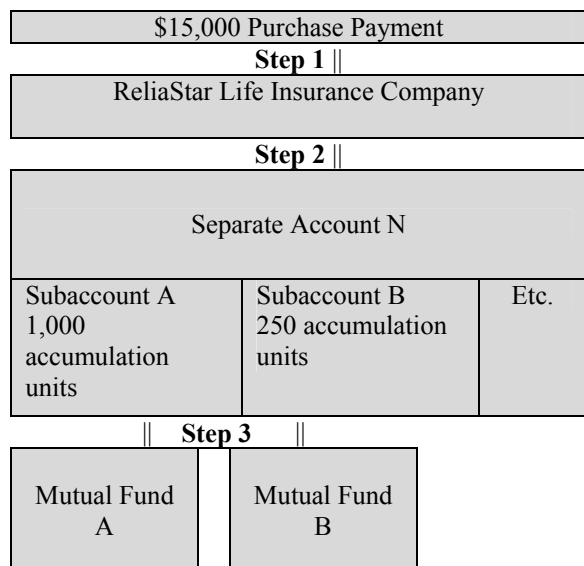 $15,000 Purchase Payment
Step 1 ||
ReliaStar Life Insurance Company
Step 2 ||
Separate Account N
Subaccount A
1,000
accumulation
units
Subaccount B
250 accumulation
units
Etc.
|| Step 3 ||
Mutual Fund
A
Mutual Fund
B